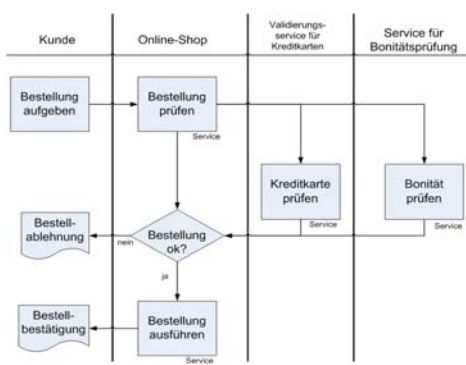 Kunde
Online-Shop
Validierungs-
service für
Kreditkarten
Service für
Bonitätsprüfung
Bestellung
aufgeben
Bestellung
prüfen
Service
Kreditkarte
prüfen
Service
Bonität
prüfen
Service
Bestell-
ablehnung
nein
Bestellung
ok?
ja
Bestell-
bestätigung
Bestellung
ausführen
Service